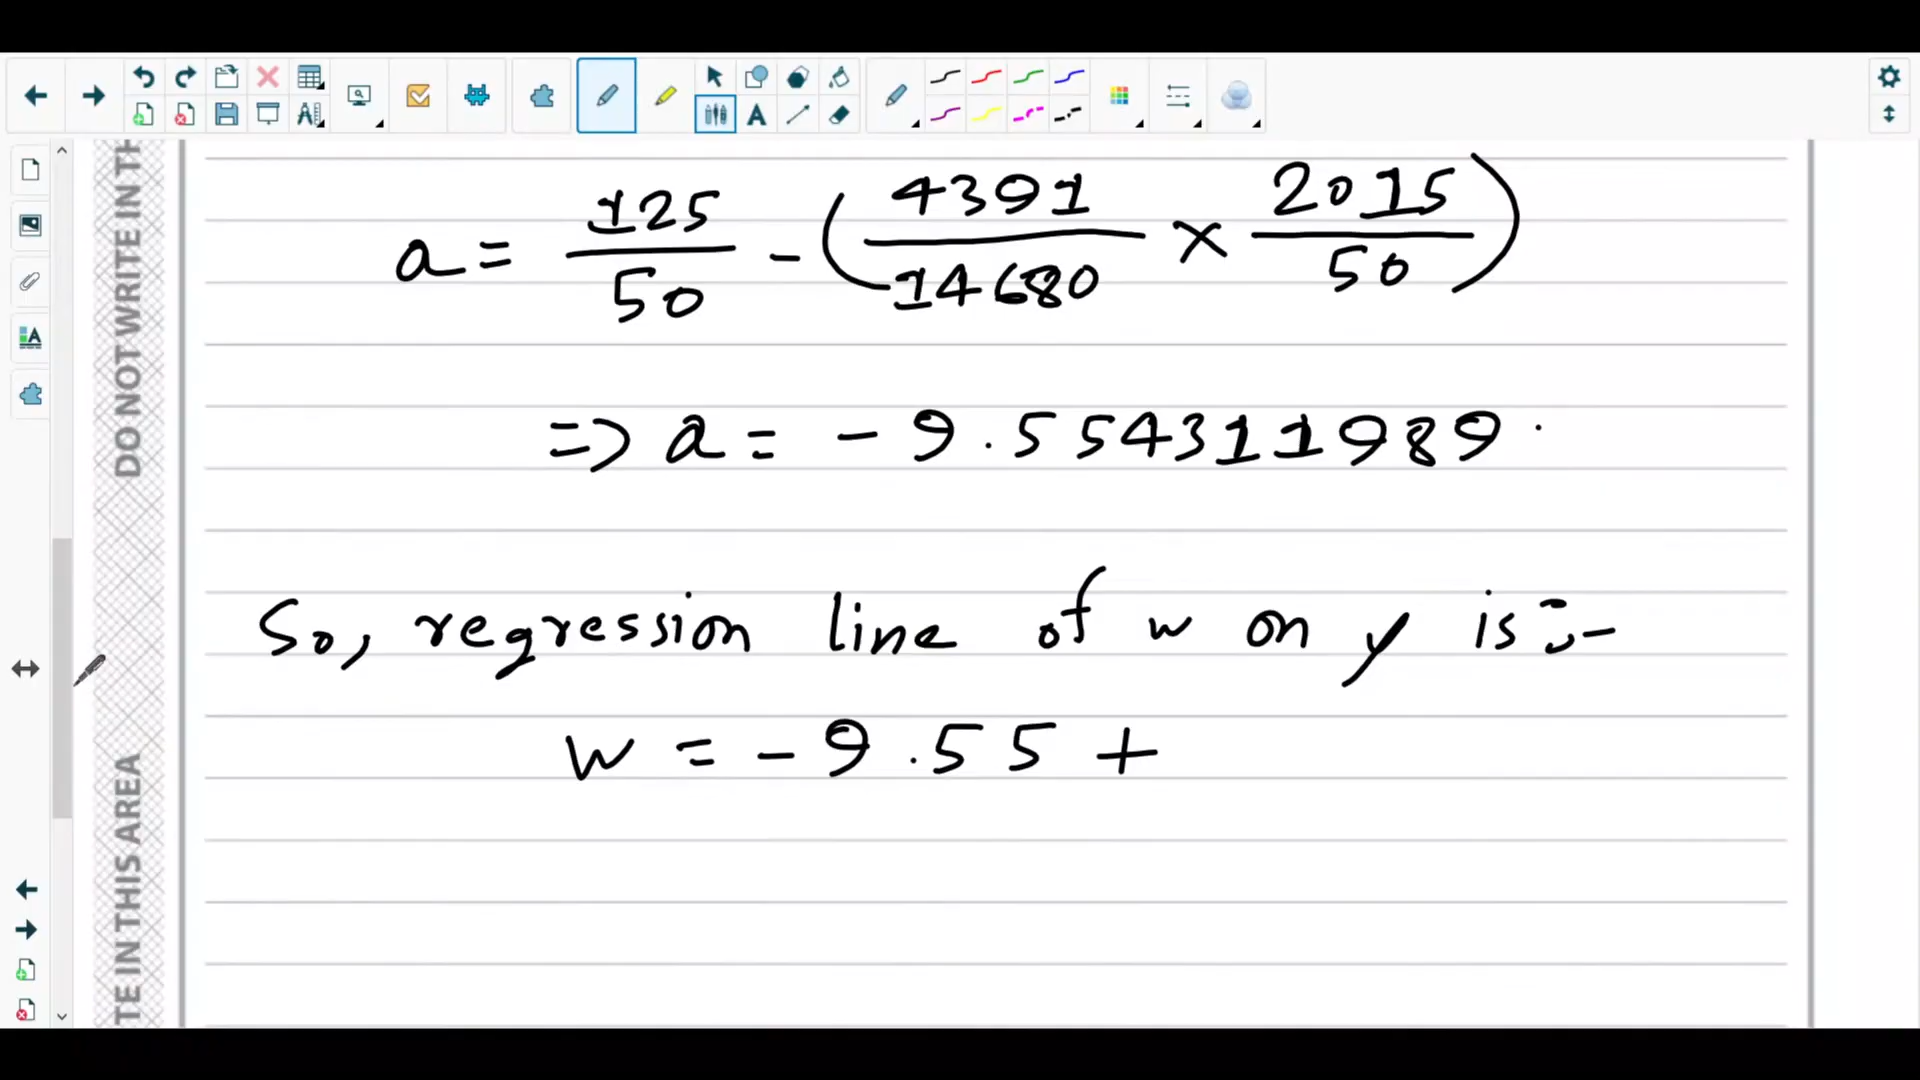 a = 125/50 - (4391/14680 × 2015/50)
=> a = - 9.554311989.
So, regression line of w on y is :-
w = - 9.55 +
DO NOT WRITE IN TH
TE IN THIS AREA